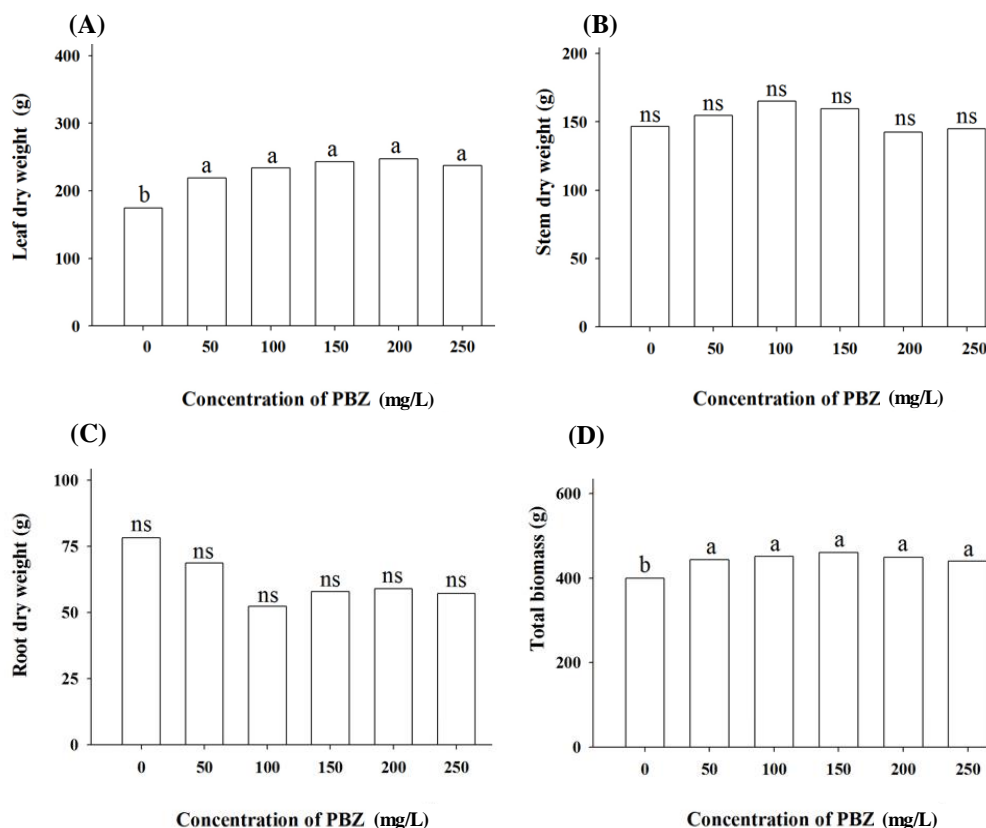 (A)
400
300
200
100
0
Leaf dry weight (g)
b
a
a
a
a
a
0 50 100 150 200 250
Concentration of PBZ (mg/L)
(B)
200
150
100
50
0
Stem dry weight (g)
ns
ns
ns
ns
ns
ns
0 50 100 150 200 250
Concentration of PBZ (mg/L)
(C)
100
75
50
25
0
Root dry weight (g)
ns
ns
ns
ns
ns
ns
0 50 100 150 200 250
Concentration of PBZ (mg/L)
(D)
600
400
200
0
Total biomass (g)
b
a
a
a
a
a
0 50 100 150 200 250
Concentration of PBZ (mg/L)